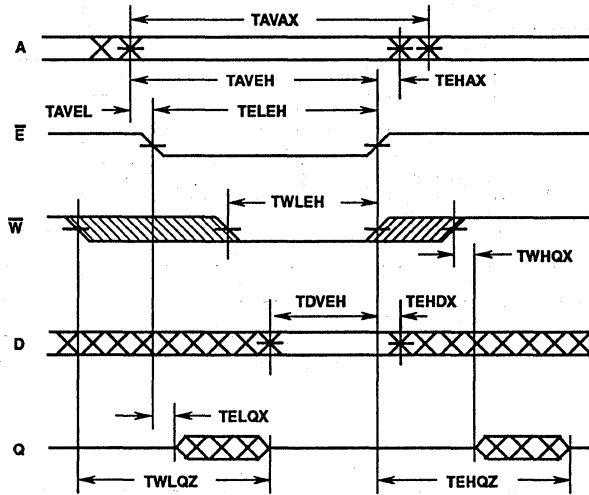 TAVAX
A
TAVEH
TEHAX
TAVEL
TELEH
E
TWLEH
W
TWHQX
TDVEH
TEHDX
D
TELQX
Q
TWLQZ
TEHQZ